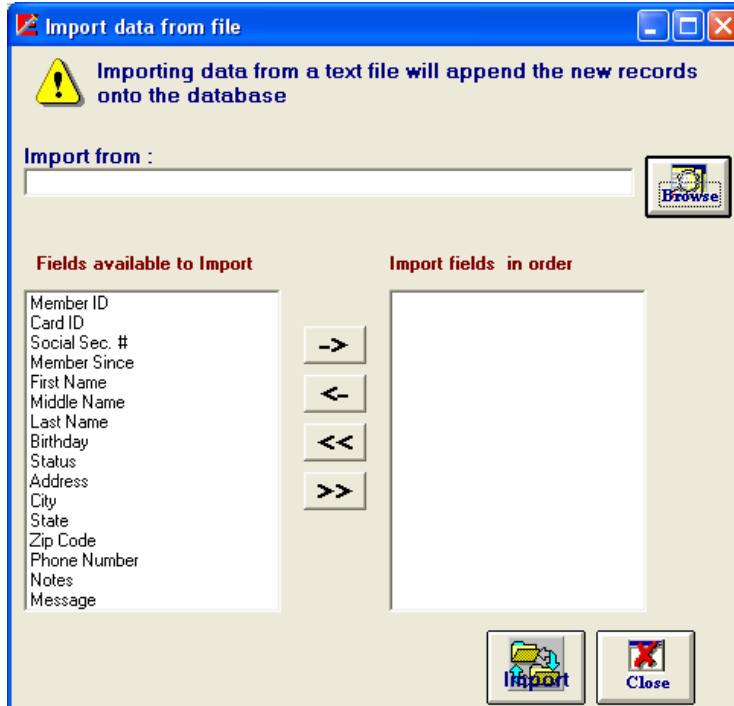 Import data from file
Importing data from a text file will append the new records
onto the database
Import from :
Browse
Fields available to Import
Import fields in order
Member ID
Card ID
Social Sec. #
Member Since
First Name
Middle Name
Last Name
Birthday
Status
Address
City
State
Zip Code
Phone Number
Notes
Message
->
<-
<<
>>
Import
Close